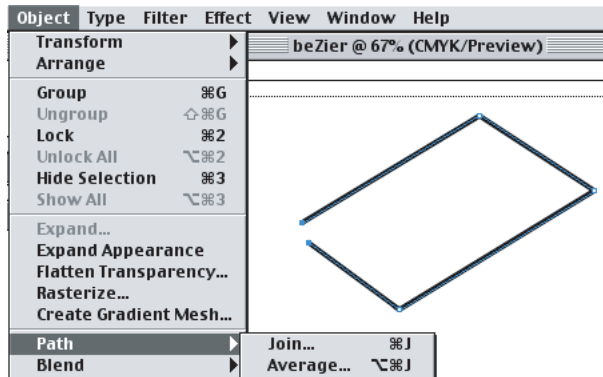 Object Type Filter Effect View Window Help
beZier @ 67% (CMYK/Preview)
Transform
Arrange
Group ⌘G
Ungroup ⇧⌘G
Lock ⌘2
Unlock All ⌥⌘2
Hide Selection ⌘3
Show All ⌥⌘3
Expand...
Expand Appearance
Flatten Transparency...
Rasterize...
Create Gradient Mesh...
Path
Join... ⌘J
Blend
Average... ⌥⌘J